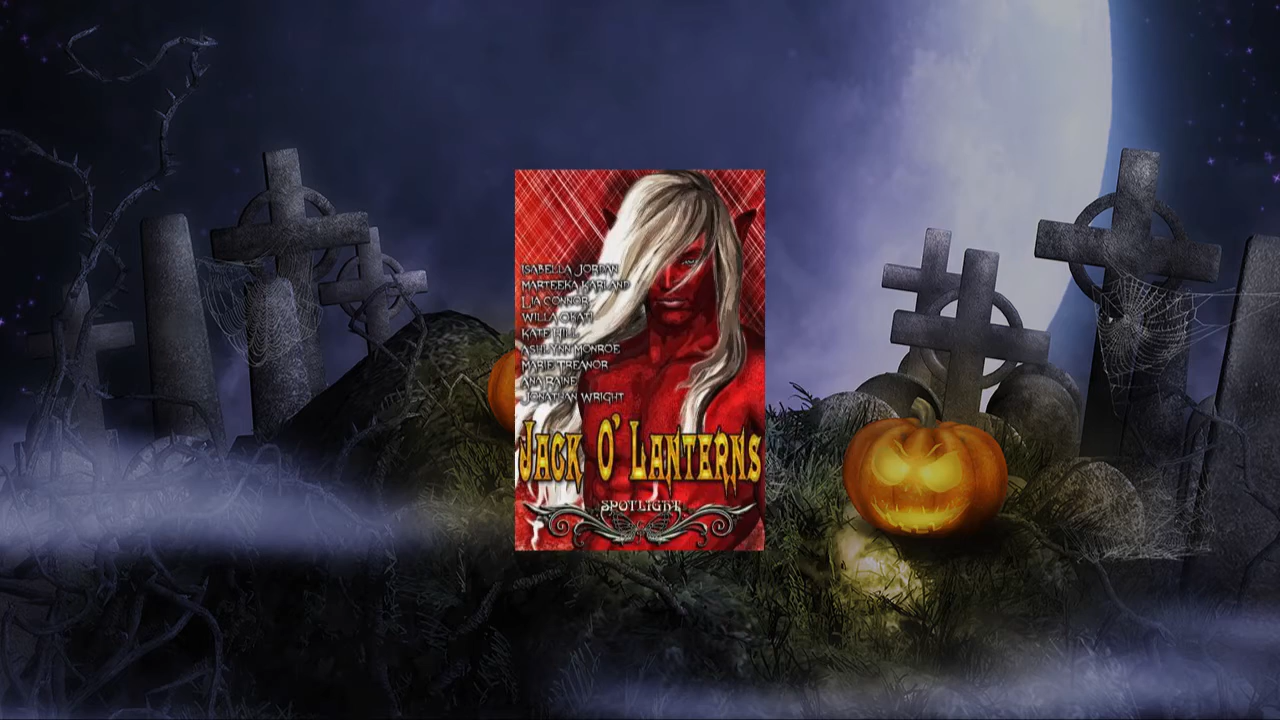 Isabella Jordan
Marteeka Karland
Lia Connor
Willa Okati
Kate Hill
Ashlynn Monroe
Marie Treanor
Ana Raine
Jonathan Wright
Jack O' Lanterns
Spotlight